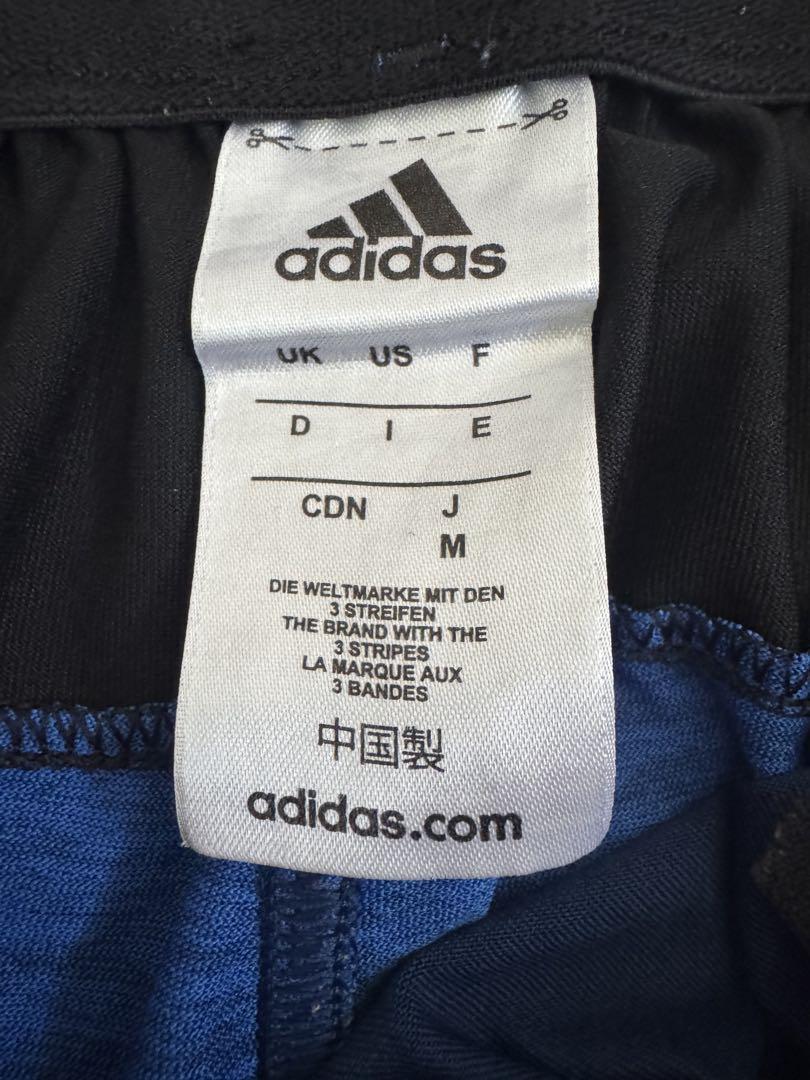 adidas
UK US F
D I E
CDN J
M
DIE WELTMARKE MIT DEN
3 STREIFEN
THE BRAND WITH THE
3 STRIPES
LA MARQUE AUX
3 BANDES
中国製
adidas.com